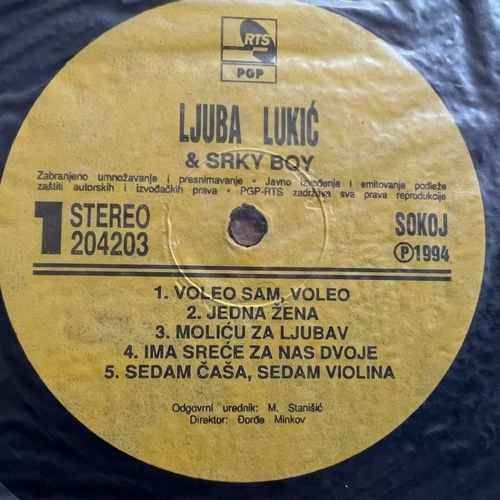 RTS
PGP
LJUBA LUKIĆ
& SRKY BOY
Zabranjeno umnožavanje i presnimavanje • Javno izvođenje i emitovanje podleže
zaštiti autorskih i izvođačkih prava • PGP-RTS zadržava sva prava reprodukcije
1 STEREO
204203
SOKOJ
Ⓟ1994
1. VOLEO SAM, VOLEO
2. JEDNA ŽENA
3. MOLIĆU ZA LJUBAV
4. IMA SREĆE ZA NAS DVOJE
5. SEDAM ČAŠA, SEDAM VIOLINA
Odgovrni urednik: M. Stanišić
Direktor: Đorđe Minkov